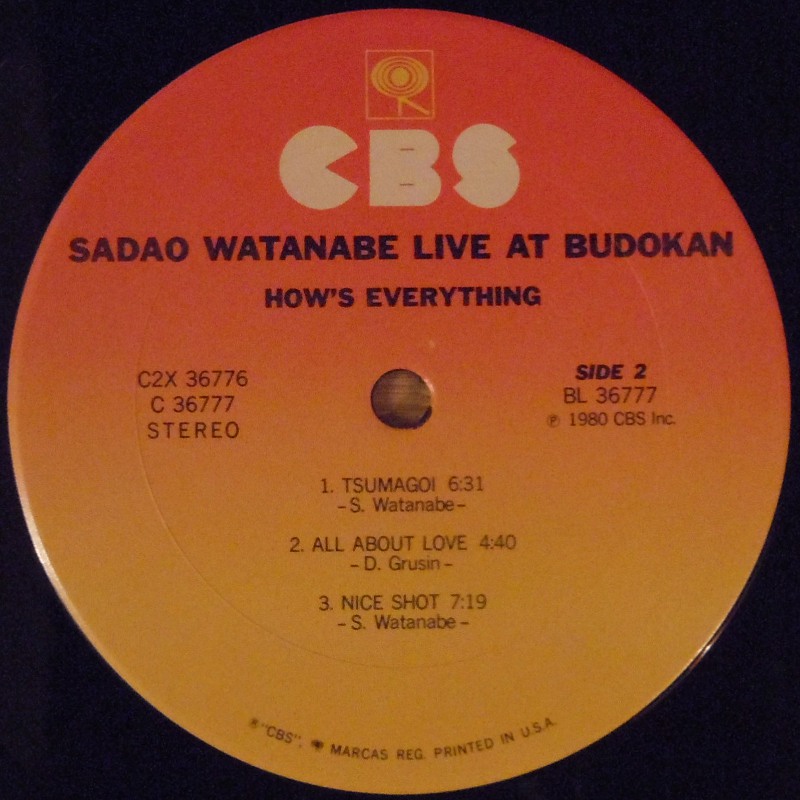 CBS
SADAO WATANABE LIVE AT BUDOKAN
HOW'S EVERYTHING
C2X 36776
C 36777
STEREO
SIDE 2
BL 36777
℗ 1980 CBS Inc.
1. TSUMAGOI 6:31
-S. Watanabe-
2. ALL ABOUT LOVE 4:40
-D. Grusin-
3. NICE SHOT 7:19
-S. Watanabe-
® "CBS", MARCAS REG. PRINTED IN U.S.A.